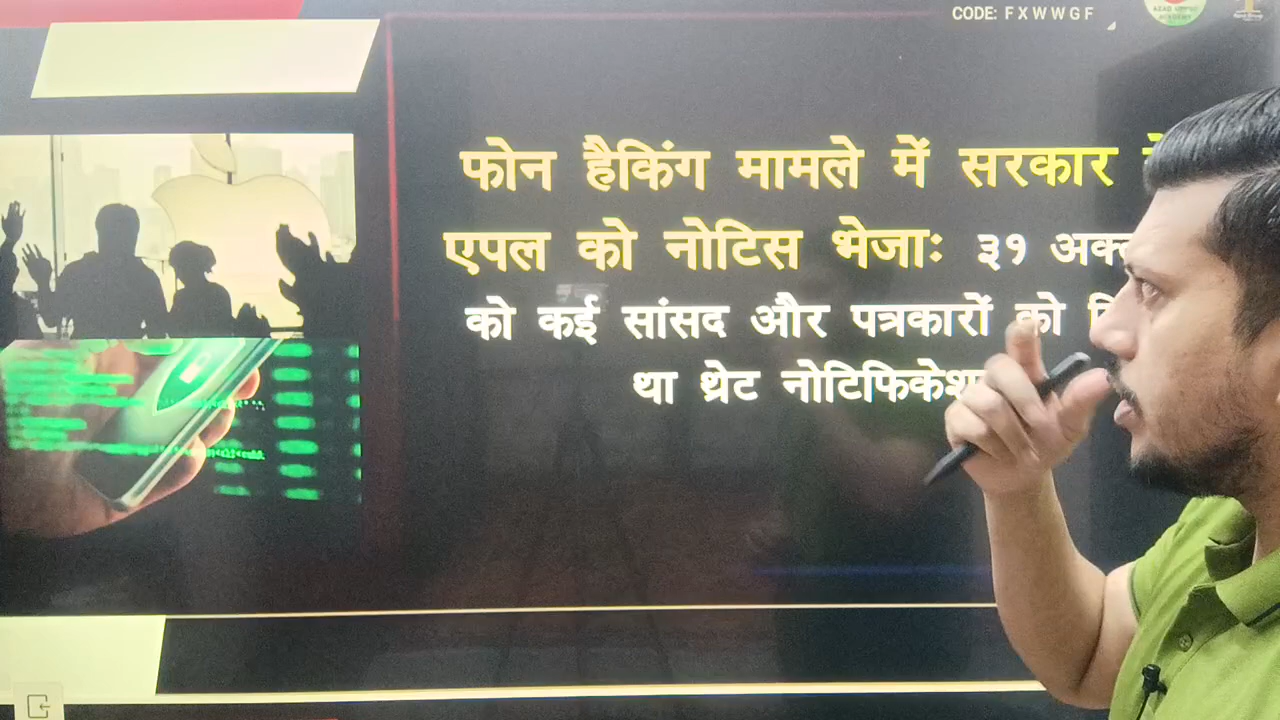 CODE: F X W W G F
फोन हैकिंग मामले में सरकार
एपल को नोटिस भेजाः ३१
को कई सांसद और पत्रकारों को
था थ्रेट